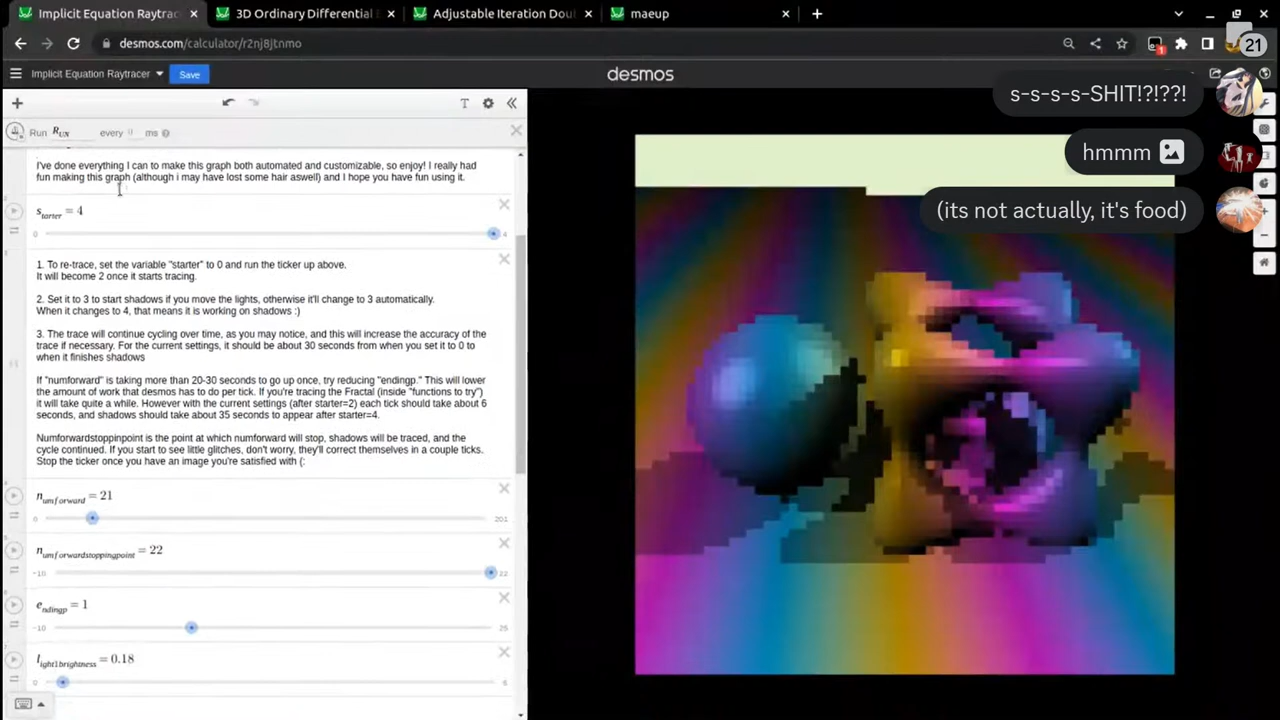 Implicit Equation Raytrac
3D Ordinary Differential
Adjustable Iteration Dou
maeup
desmos.com/calculator/r2nj8jtnmo
21
Implicit Equation Raytracer
Save
desmos
s-s-s-s-SHIT!?!??!
hmmm
(its not actually, it's food)
Run R_UN every 0 ms
I've done everything I can to make this graph both automated and customizable, so enjoy! I really had
fun making this graph (although i may have lost some hair aswell) and I hope you have fun using it.
s_tarter = 4
0 4
1. To re-trace, set the variable "starter" to 0 and run the ticker up above.
It will become 2 once it starts tracing.
2. Set it to 3 to start shadows if you move the lights, otherwise it'll change to 3 automatically.
When it changes to 4, that means it is working on shadows :)
3. The trace will continue cycling over time, as you may notice, and this will increase the accuracy of the
trace if necessary. For the current settings, it should be about 30 seconds from when you set it to 0 to
when it finishes shadows
If "numforward" is taking more than 20-30 seconds to go up once, try reducing "endingp." This will lower
the amount of work that desmos has to do per tick. If you're tracing the Fractal (inside "functions to try")
it will take quite a while. However with the current settings (after starter=2) each tick should take about 6
seconds, and shadows should take about 35 seconds to appear after starter=4.
Numforwardstoppinpoint is the point at which numforward will stop, shadows will be traced, and the
cycle continued. If you start to see little glitches, don't worry, they'll correct themselves in a couple ticks.
Stop the ticker once you have an image you're satisfied with (:
n_umforward = 21
0 201
n_umforwardstoppingpoint = 22
-10 22
e_ndingp = 1
-10 25
l_ight1brightness = 0.18
0 6